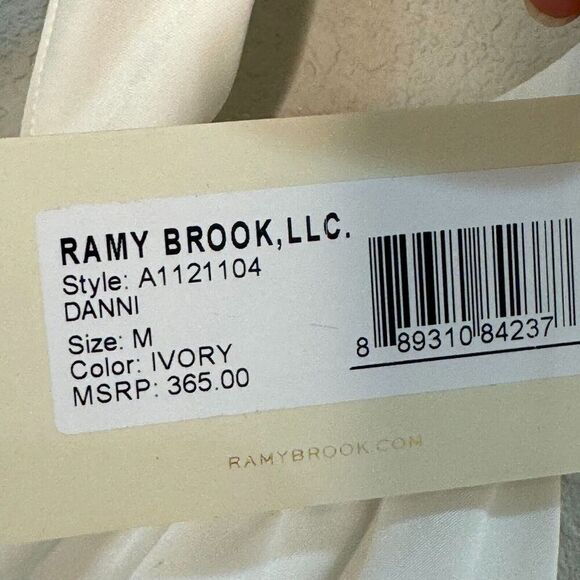 RAMY BROOK,LLC.
Style: A1121104
DANNI
Size: M
Color: IVORY
MSRP: 365.00
8 89310 84237
RAMYBROOK.COM